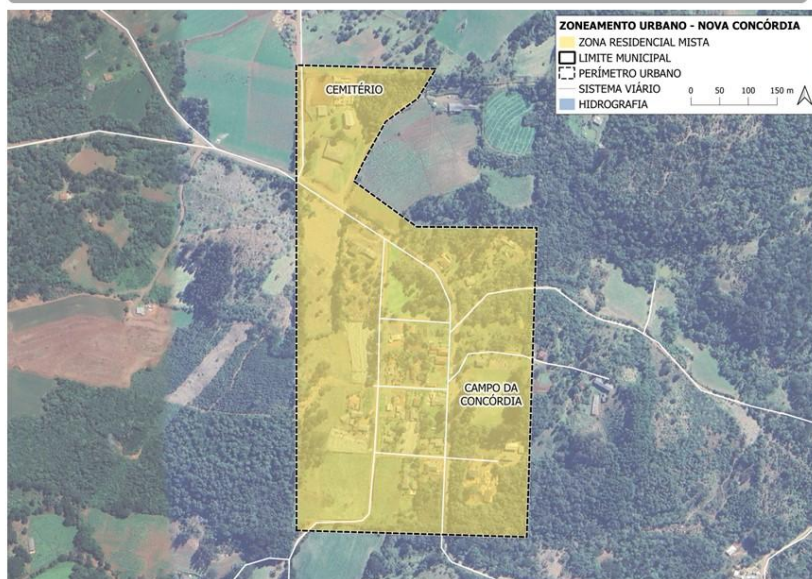 ZONEAMENTO URBANO - NOVA CONCÓRDIA
ZONA RESIDENCIAL MISTA
LIMITE MUNICIPAL
PERÍMETRO URBANO
SISTEMA VIÁRIO
HIDROGRAFIA
0 50 100 150 m
CEMITÉRIO
CAMPO DA
CONCÓRDIA